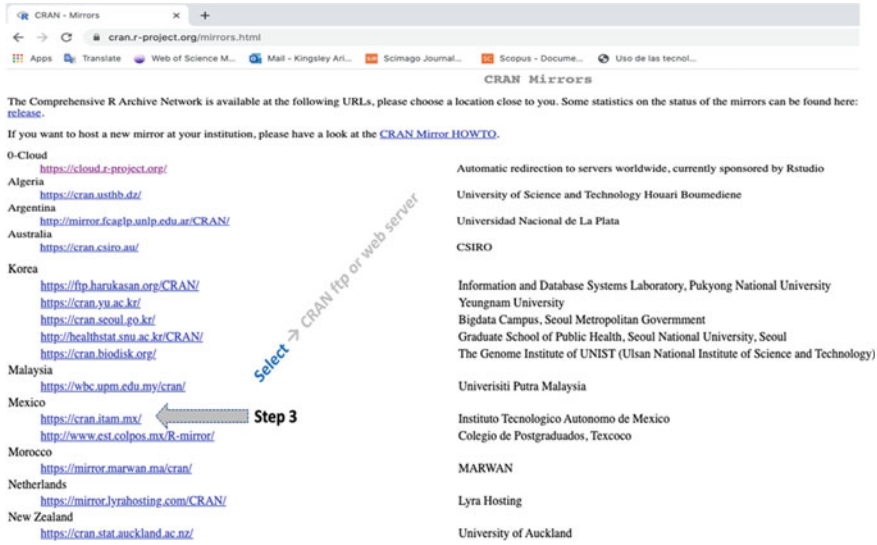 CRAN - Mirrors
cran.r-project.org/mirrors.html
Apps Translate Web of Science M... Mail - Kingsley Ari... Scimago Journal... Scopus - Docume... Uso de las tecnol...
CRAN Mirrors
The Comprehensive R Archive Network is available at the following URLs, please choose a location close to you. Some statistics on the status of the mirrors can be found here:
release.
If you want to host a new mirror at your institution, please have a look at the CRAN Mirror HOWTO.
0-Cloud
https://cloud.r-project.org/ Automatic redirection to servers worldwide, currently sponsored by Rstudio
Algeria
https://cran.usthb.dz/ University of Science and Technology Houari Boumediene
Argentina
http://mirror.fcaglp.unlp.edu.ar/CRAN/ Universidad Nacional de La Plata
Australia
https://cran.csiro.au/ CSIRO
Select → CRAN ftp or web server
Korea
https://ftp.harukasan.org/CRAN/ Information and Database Systems Laboratory, Pukyong National University
https://cran.yu.ac.kr/ Yeungnam University
https://cran.seoul.go.kr/ Bigdata Campus, Seoul Metropolitan Govermment
http://healthstat.snu.ac.kr/CRAN/ Graduate School of Public Health, Seoul National University, Seoul
https://cran.biodisk.org/ The Genome Institute of UNIST (Ulsan National Institute of Science and Technology)
Malaysia
https://wbc.upm.edu.my/cran/ Univerisiti Putra Malaysia
Mexico
https://cran.itam.mx/ Step 3 Instituto Tecnologico Autonomo de Mexico
http://www.est.colpos.mx/R-mirror/ Colegio de Postgraduados, Texcoco
Morocco
https://mirror.marwan.ma/cran/ MARWAN
Netherlands
https://mirror.lyrahosting.com/CRAN/ Lyra Hosting
New Zealand
https://cran.stat.auckland.ac.nz/ University of Auckland